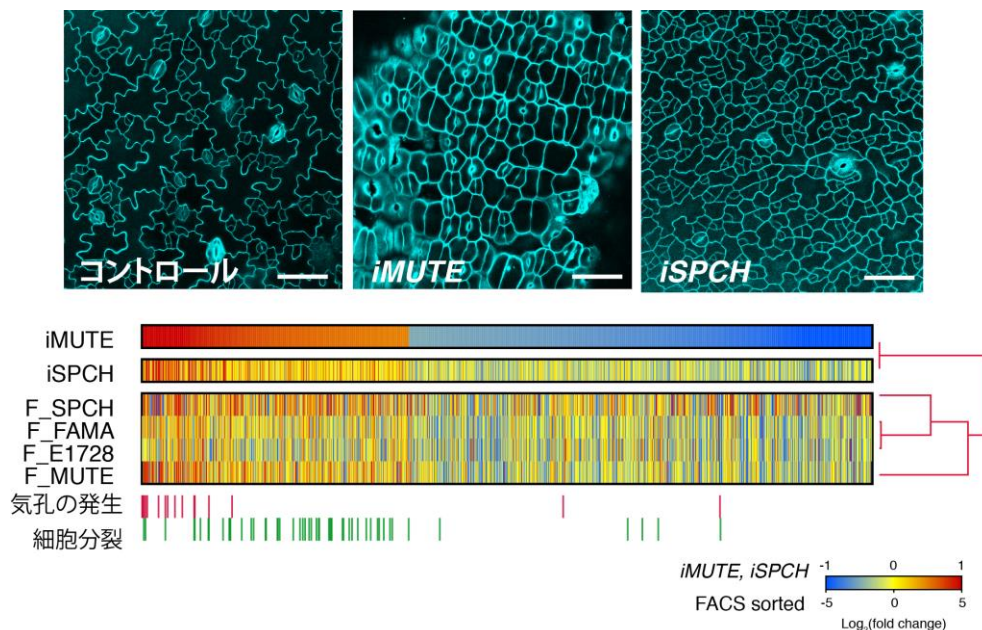 コントロール
iMUTE
iSPCH
iMUTE
iSPCH
F_SPCH
F_FAMA
F_E1728
F_MUTE
気孔の発生
細胞分裂
iMUTE, iSPCH
-1 0 1
FACS sorted
-5 0 5
Log₂(fold change)